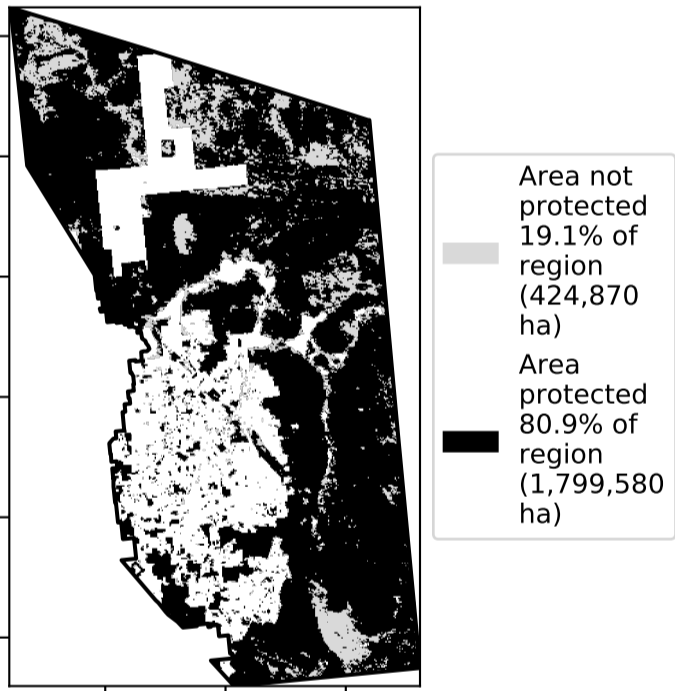 Area not
protected
19.1% of
region
(424,870
ha)
Area
protected
80.9% of
region
(1,799,580
ha)